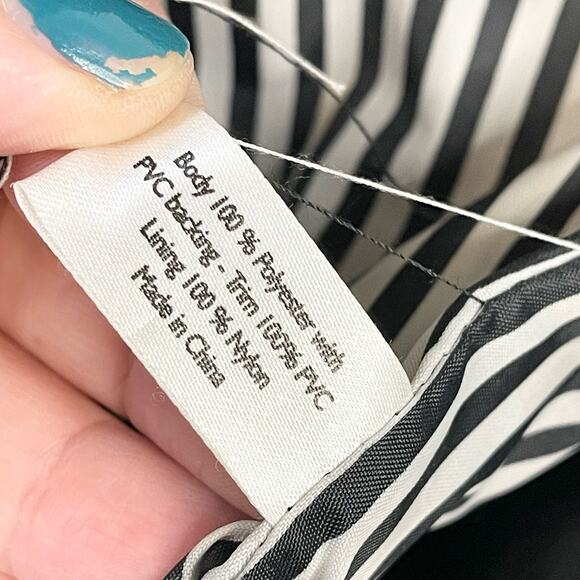 Body 100 % Polyester with
PVC backing - Trim 100% PVC
Lining 100 % Nylon
Made in China